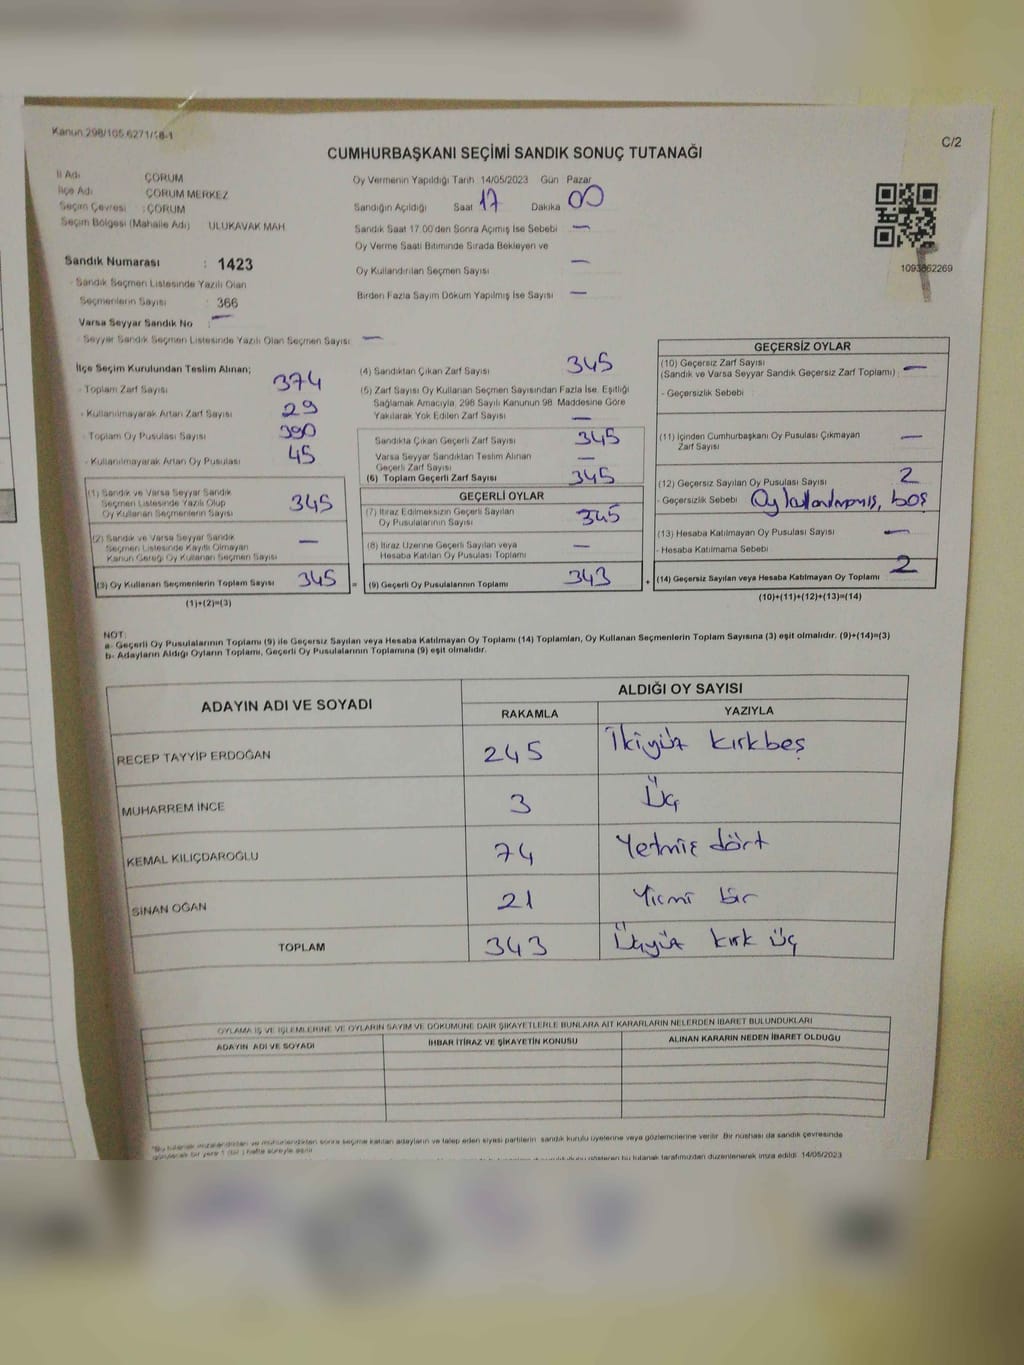 Kanun 298/105 6271/18-1
C/2
CUMHURBAŞKANI SEÇİMİ SANDIK SONUÇ TUTANAĞI
İl Adı ÇORUM
İlçe Adı ÇORUM MERKEZ
Seçim Çevresi : ÇORUM
Seçim Bölgesi (Mahalle Adı) ULUKAVAK MAH
Sandık Numarası : 1423
- Sandık Seçmen Listesinde Yazılı Olan
Seçmenlerin Sayısı : 366
Varsa Seyyar Sandık No : —
- Seyyar Sandık Seçmen Listesinde Yazılı Olan Seçmen Sayısı : —
Oy Vermenin Yapıldığı Tarih 14/05/2023 Gün Pazar
Sandığın Açıldığı Saat 17 Dakika 00
Sandık Saat 17.00'den Sonra Açımış İse Sebebi —
Oy Verme Saati Bitiminde Sırada Bekleyen ve
Oy Kullandırılan Seçmen Sayısı —
Birden Fazla Sayım Döküm Yapılmış İse Sayısı —
1093862269
İlçe Seçim Kurulundan Teslim Alınan;
- Toplam Zarf Sayısı 374
- Kullanılmayarak Artan Zarf Sayısı 29
- Toplam Oy Pusulası Sayısı 390
- Kullanılmayarak Artan Oy Pusulası 45
(1) Sandık ve Varsa Seyyar Sandık
Seçmen Listesinde Yazılı Olup
Oy Kullanan Seçmenlerin Sayısı 345
(2) Sandık ve Varsa Seyyar Sandık
Seçmen Listesinde Kayıtlı Olmayan
Kanun Gereği Oy Kullanan Seçmen Sayısı —
(3) Oy Kullanan Seçmenlerin Toplam Sayısı 345 =
(1)+(2)=(3)
(4) Sandıktan Çıkan Zarf Sayısı 345
(5) Zarf Sayısı Oy Kullanan Seçmen Sayısından Fazla İse, Eşitliği
Sağlamak Amacıyla, 298 Sayılı Kanunun 98. Maddesine Göre
Yakılarak Yok Edilen Zarf Sayısı —
Sandıkta Çıkan Geçerli Zarf Sayısı 345
Varsa Seyyar Sandıktan Teslim Alınan
Geçerli Zarf Sayısı —
(6) Toplam Geçerli Zarf Sayısı 345
GEÇERLİ OYLAR
(7) İtiraz Edilmeksizin Geçerli Sayılan
Oy Pusulalarının Sayısı 345
(8) İtiraz Üzerine Geçerli Sayılan veya
Hesaba Katılan Oy Pusulası Toplamı —
(9) Geçerli Oy Pusulalarının Toplamı 343 +
GEÇERSİZ OYLAR
(10) Geçersiz Zarf Sayısı
(Sandık ve Varsa Seyyar Sandık Geçersiz Zarf Toplamı) : —
- Geçersizlik Sebebi
(11) İçinden Cumhurbaşkanı Oy Pusulası Çıkmayan
Zarf Sayısı —
(12) Geçersiz Sayılan Oy Pusulası Sayısı 2
- Geçersizlik Sebebi Oy kullanılmamış, boş
(13) Hesaba Katılmayan Oy Pusulası Sayısı —
- Hesaba Katılmama Sebebi
(14) Geçersiz Sayılan veya Hesaba Katılmayan Oy Toplamı 2
(10)+(11)+(12)+(13)=(14)
NOT:
a- Geçerli Oy Pusulalarının Toplamı (9) ile Geçersiz Sayılan veya Hesaba Katılmayan Oy Toplamı (14) Toplamları, Oy Kullanan Seçmenlerin Toplam Sayısına (3) eşit olmalıdır. (9)+(14)=(3)
b- Adayların Aldığı Oyların Toplamı, Geçerli Oy Pusulalarının Toplamına (9) eşit olmalıdır.
ADAYIN ADI VE SOYADI ALDIĞI OY SAYISI
RAKAMLA YAZIYLA
RECEP TAYYİP ERDOĞAN 245 İkiyüz kırkbeş
MUHARREM İNCE 3 Üç
KEMAL KILIÇDAROĞLU 74 Yetmiş dört
SİNAN OĞAN 21 Yirmi bir
TOPLAM 343 Üçyüz kırk üç
OYLAMA İŞ VE İŞLEMLERİNE VE OYLARIN SAYIM VE DÖKÜMÜNE DAİR ŞİKAYETLERLE BUNLARA AİT KARARLARIN NELERDEN İBARET BULUNDUKLARI
ADAYIN ADI VE SOYADI İHBAR İTİRAZ VE ŞİKAYETİN KONUSU ALINAN KARARIN NEDEN İBARET OLDUĞU
"Bu tutanak imzalandıktan ve mühürlendikten sonra seçime katılan adayların ve talep eden siyasi partilerin sandık kurulu üyelerine veya gözlemcilerine verilir. Bir nüshası da sandık çevresinde
görülecek bir yere 1 (bir) hafta süreyle asılır
bu tutanak tarafımızdan düzenlenerek imza edildi. 14/05/2023